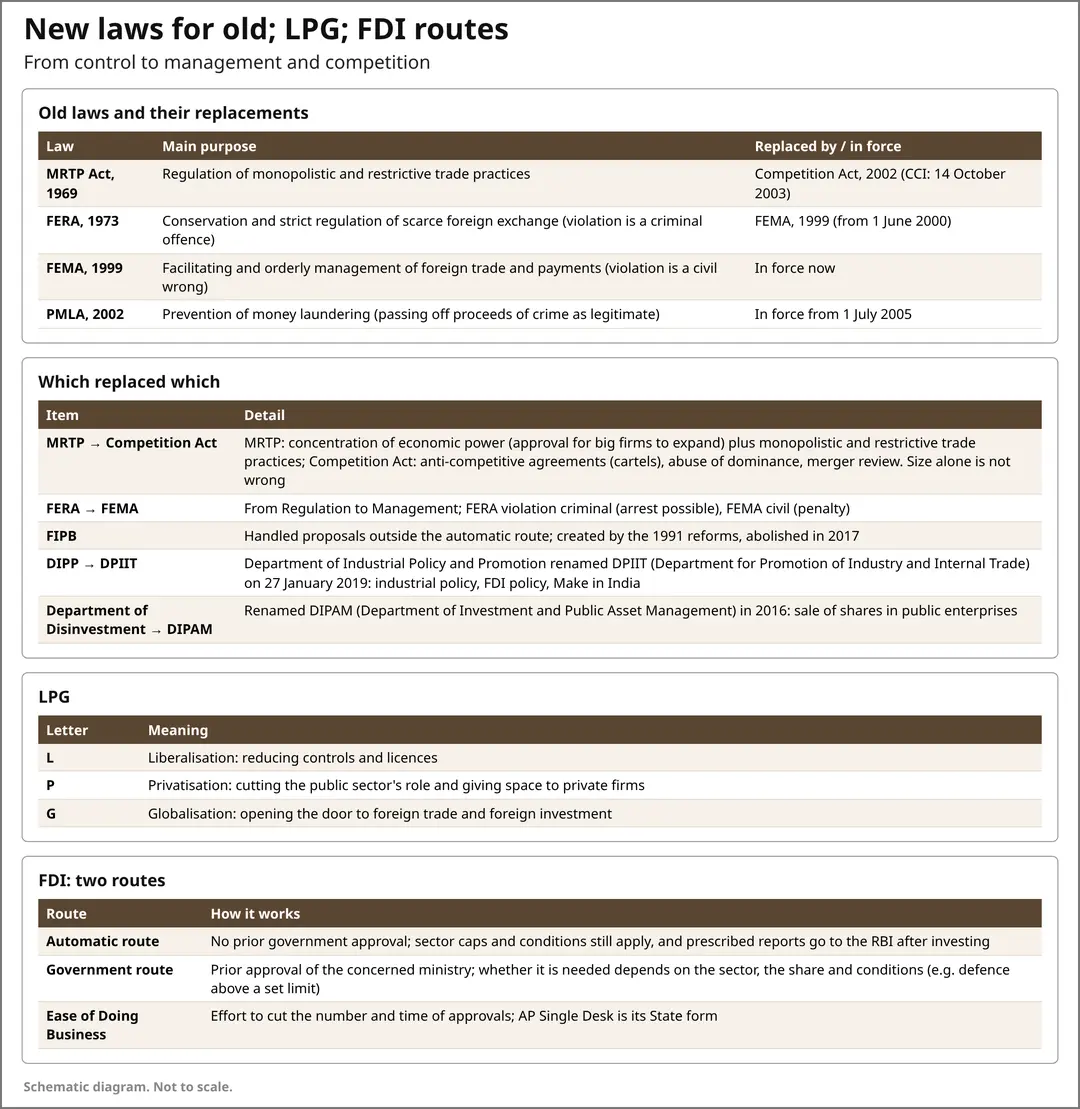 New laws for old; LPG; FDI routes
From control to management and competition
Old laws and their replacements
Law Main purpose Replaced by / in force
MRTP Act, Regulation of monopolistic and restrictive trade practices Competition Act, 2002 (CCI: 14 October
1969 2003)
FERA, 1973 Conservation and strict regulation of scarce foreign exchange (violation is a criminal FEMA, 1999 (from 1 June 2000)
offence)
FEMA, 1999 Facilitating and orderly management of foreign trade and payments (violation is a civil In force now
wrong)
PMLA, 2002 Prevention of money laundering (passing off proceeds of crime as legitimate) In force from 1 July 2005
Which replaced which
Item Detail
MRTP → Competition Act MRTP: concentration of economic power (approval for big firms to expand) plus monopolistic and restrictive trade
practices; Competition Act: anti-competitive agreements (cartels), abuse of dominance, merger review. Size alone is not
wrong
FERA → FEMA From Regulation to Management; FERA violation criminal (arrest possible), FEMA civil (penalty)
FIPB Handled proposals outside the automatic route; created by the 1991 reforms, abolished in 2017
DIPP → DPIIT Department of Industrial Policy and Promotion renamed DPIIT (Department for Promotion of Industry and Internal Trade)
on 27 January 2019: industrial policy, FDI policy, Make in India
Department of Renamed DIPAM (Department of Investment and Public Asset Management) in 2016: sale of shares in public enterprises
Disinvestment → DIPAM
LPG
Letter Meaning
L Liberalisation: reducing controls and licences
P Privatisation: cutting the public sector's role and giving space to private firms
G Globalisation: opening the door to foreign trade and foreign investment
FDI: two routes
Route How it works
Automatic route No prior government approval; sector caps and conditions still apply, and prescribed reports go to the RBI after investing
Government route Prior approval of the concerned ministry; whether it is needed depends on the sector, the share and conditions (e.g. defence
above a set limit)
Ease of Doing Effort to cut the number and time of approvals; AP Single Desk is its State form
Business
Schematic diagram. Not to scale.